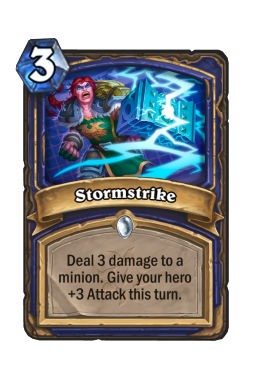 3
Stormstrike
Deal 3 damage to a
minion. Give your hero
+3 Attack this turn.